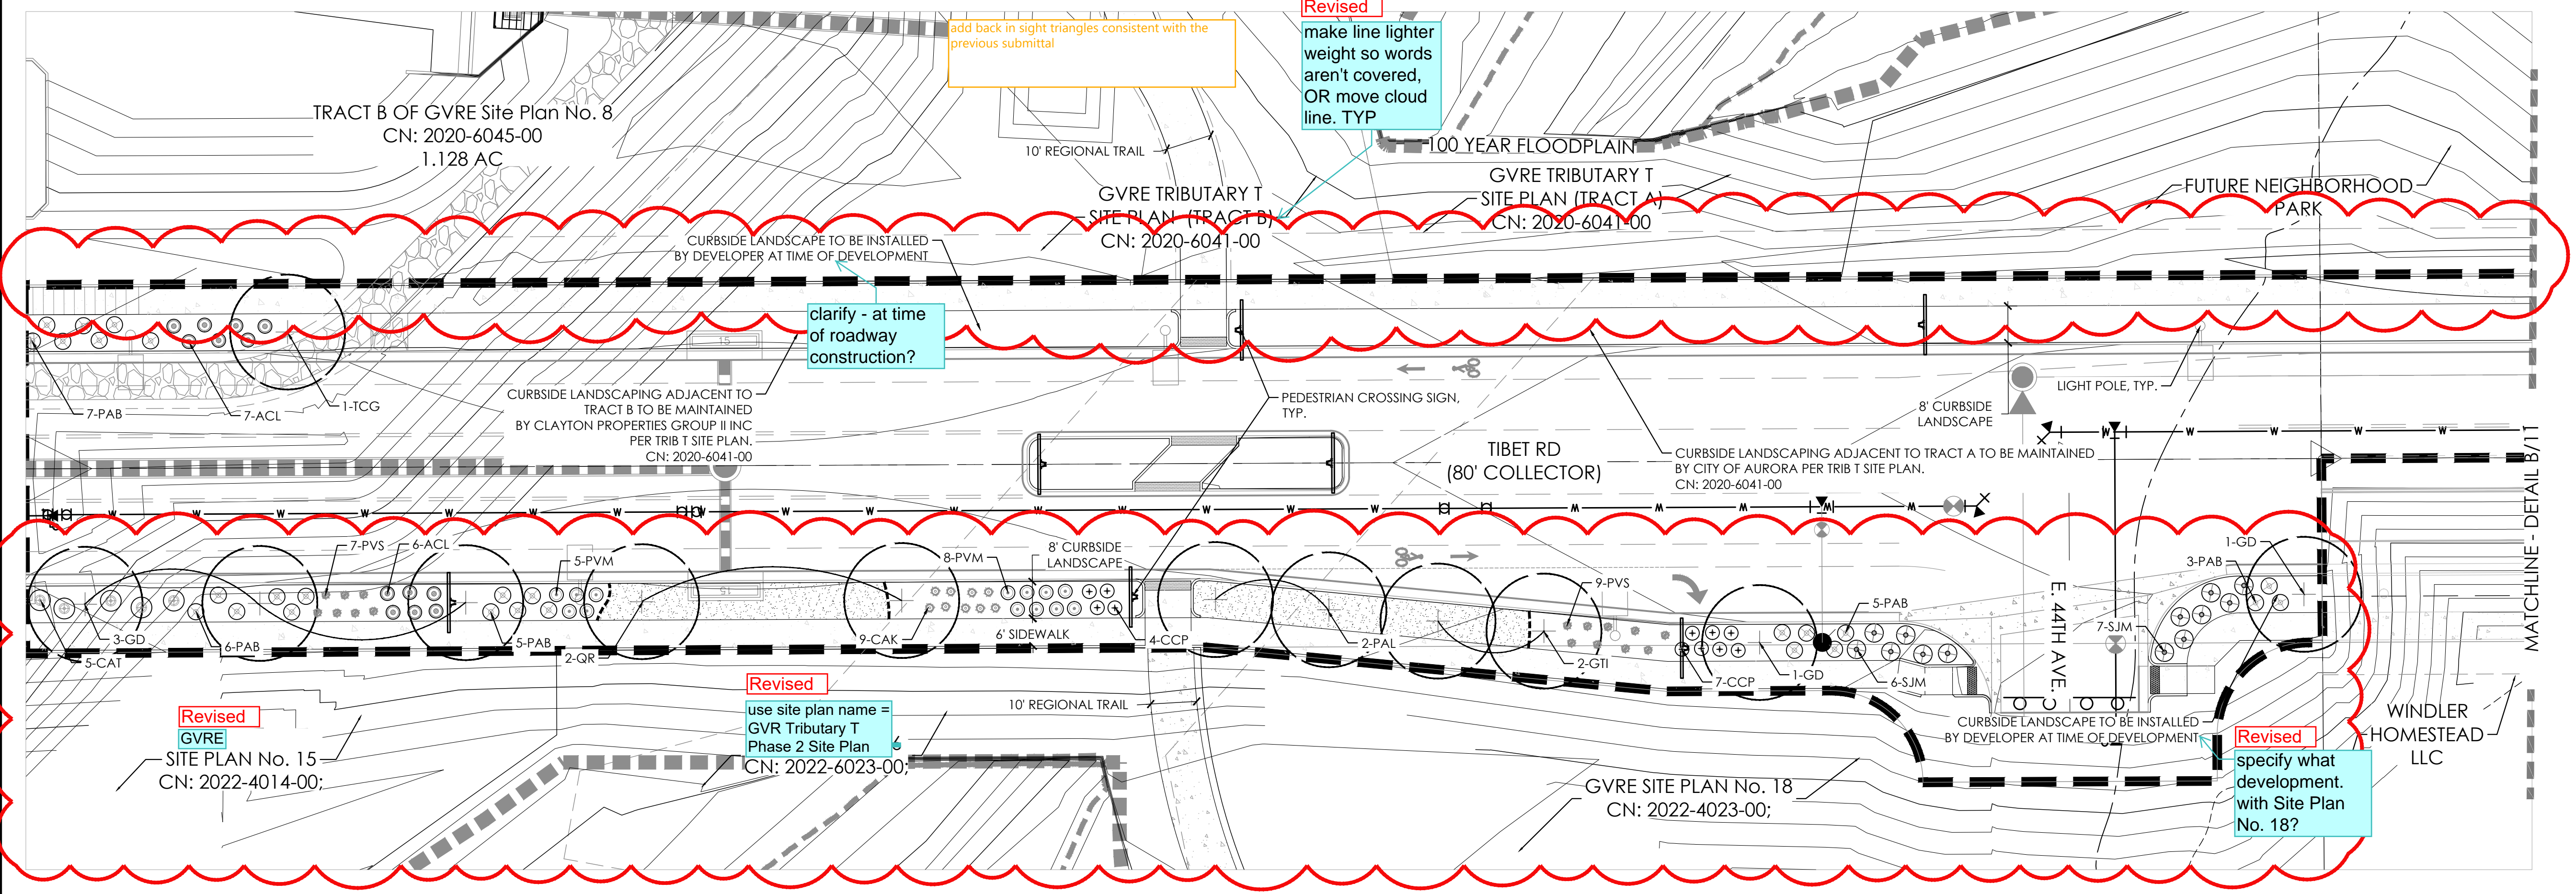 Revised
make line lighter
weight so words
aren't covered,
OR move cloud
line. TYP
add back in sight triangles consistent with the
previous submittal
TRACT B OF GVRE Site Plan No. 8
CN: 2020-6045-00
1.128 AC
10' REGIONAL TRAIL
100 YEAR FLOODPLAIN
GVRE TRIBUTARY T
SITE PLAN (TRACT B)
CN: 2020-6041-00
GVRE TRIBUTARY T
SITE PLAN (TRACT A)
CN: 2020-6041-00
FUTURE NEIGHBORHOOD
PARK
CURBSIDE LANDSCAPE TO BE INSTALLED
BY DEVELOPER AT TIME OF DEVELOPMENT
clarify - at time
of roadway
construction?
15
7-PAB
7-ACL
1-TCG
CURBSIDE LANDSCAPING ADJACENT TO
TRACT B TO BE MAINTAINED
BY CLAYTON PROPERTIES GROUP II INC
PER TRIB T SITE PLAN.
CN: 2020-6041-00
PEDESTRIAN CROSSING SIGN,
TYP.
LIGHT POLE, TYP.
8' CURBSIDE
LANDSCAPE
TIBET RD
(80' COLLECTOR)
CURBSIDE LANDSCAPING ADJACENT TO TRACT A TO BE MAINTAINED
BY CITY OF AURORA PER TRIB T SITE PLAN.
CN: 2020-6041-00
W W W W W
W W W W W W W W W W W W W W W W W W W W
MATCHLINE - DETAIL B/11
7-PVS
6-ACL
5-PVM
8-PVM
8' CURBSIDE
LANDSCAPE
9-PVS
5-PAB
1-GD
3-PAB
15
3-GD
5-CAT
6-PAB
5-PAB
2-QR
9-CAK
6' SIDEWALK
4-CCP
2-PAL
2-GTI
7-CCP
1-GD
6-SJM
7-SJM
E. 44TH AVE.
10' REGIONAL TRAIL
Revised
GVRE
SITE PLAN No. 15
CN: 2022-4014-00;
Revised
use site plan name =
GVR Tributary T
Phase 2 Site Plan
CN: 2022-6023-00;
GVRE SITE PLAN No. 18
CN: 2022-4023-00;
CURBSIDE LANDSCAPE TO BE INSTALLED
BY DEVELOPER AT TIME OF DEVELOPMENT
Revised
specify what
development.
with Site Plan
No. 18?
WINDLER
HOMESTEAD
LLC